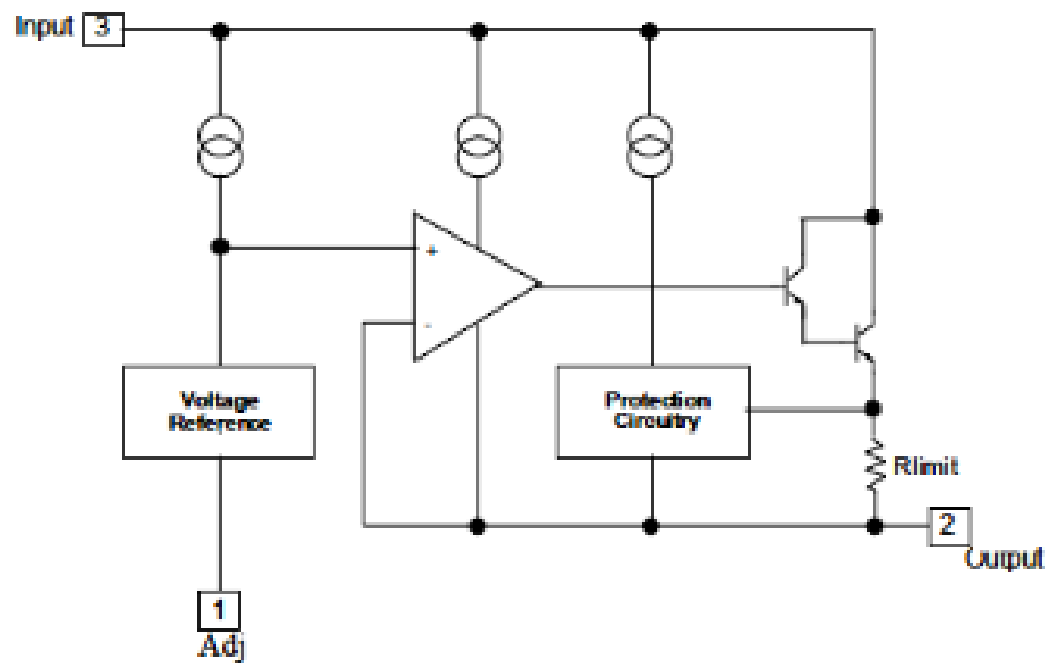 Input 3
+
-
Voltage
Reference
Protection
Circuitry
Rlimit
2
Output
1
Adj